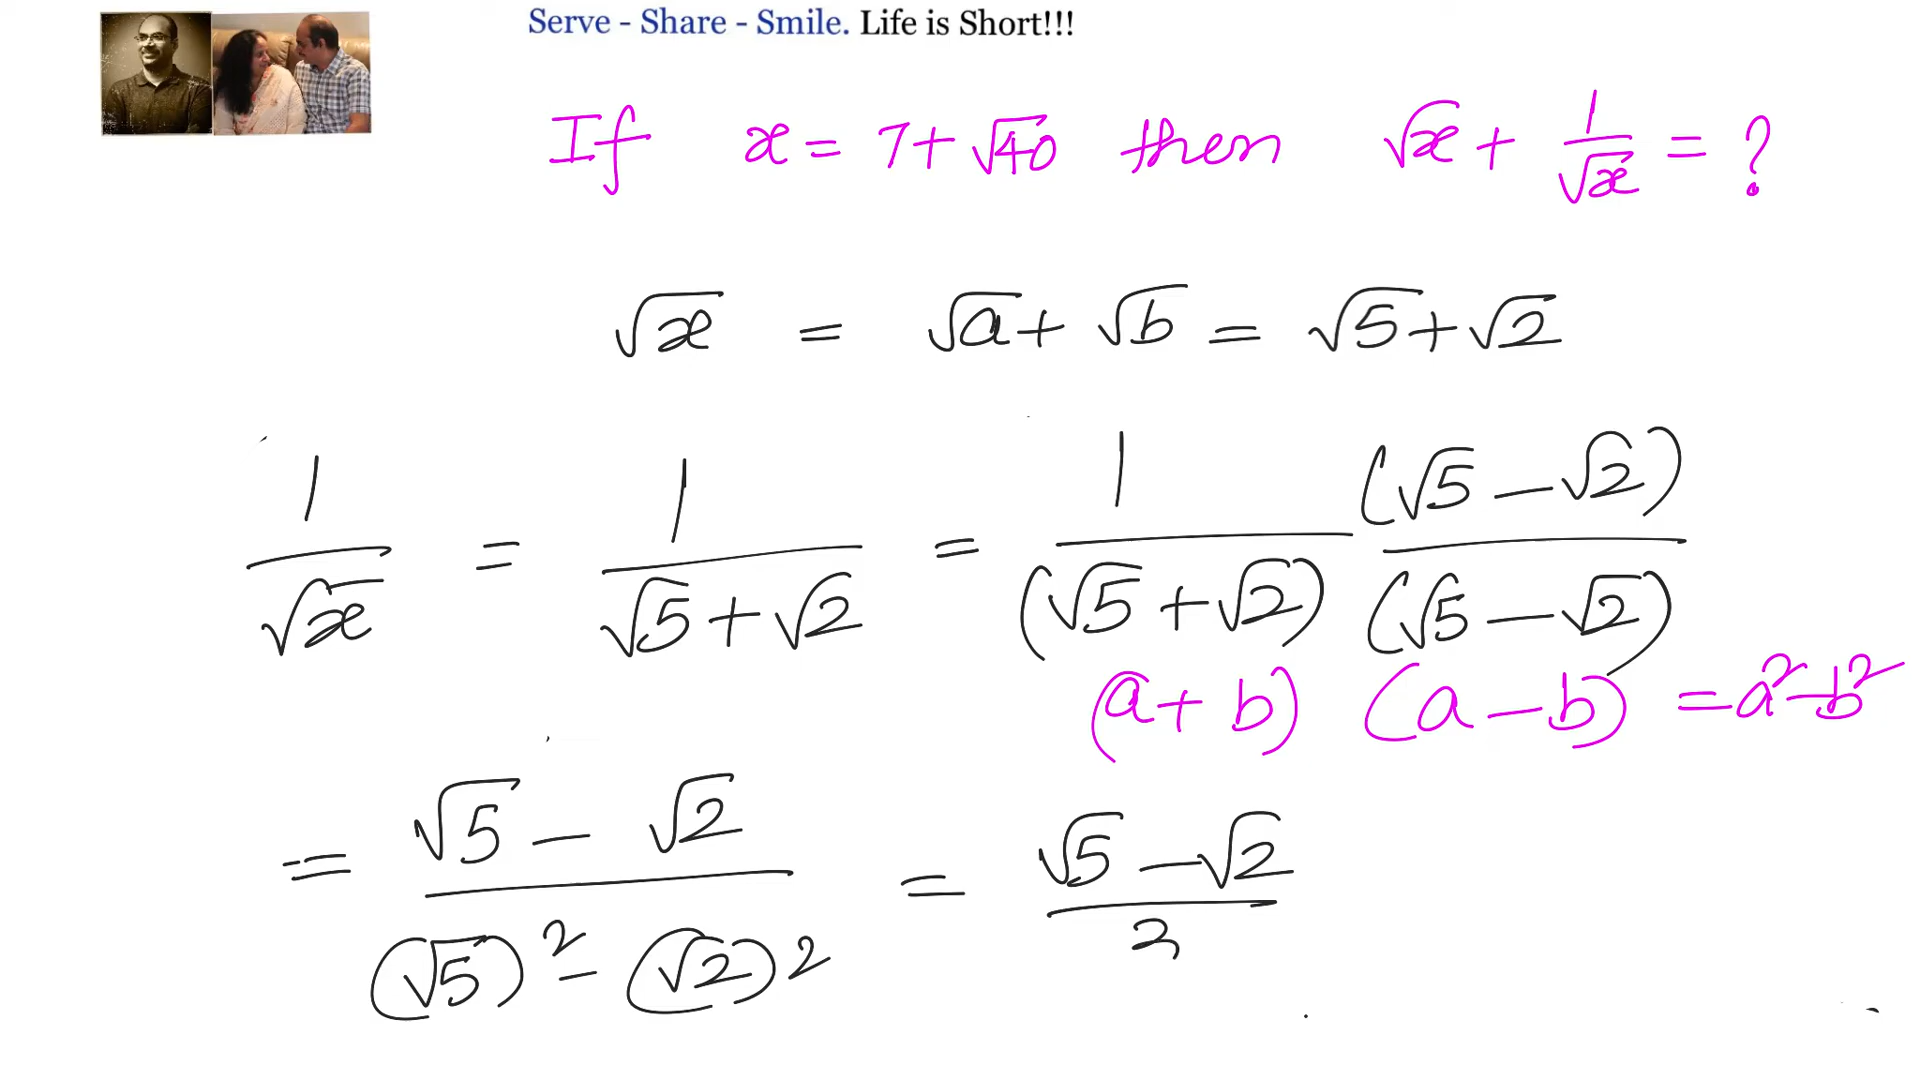 Serve - Share - Smile. Life is Short!!!
If x = 7 + √40 then √x + 1/√x = ?
√x = √a + √b = √5 + √2
1/√x = 1/(√5 + √2) = 1/(√5 + √2) (√5 − √2)/(√5 − √2)
(a + b) (a − b) = a² − b²
= (√5 − √2)/((√5)² − (√2)²) = (√5 − √2)/3